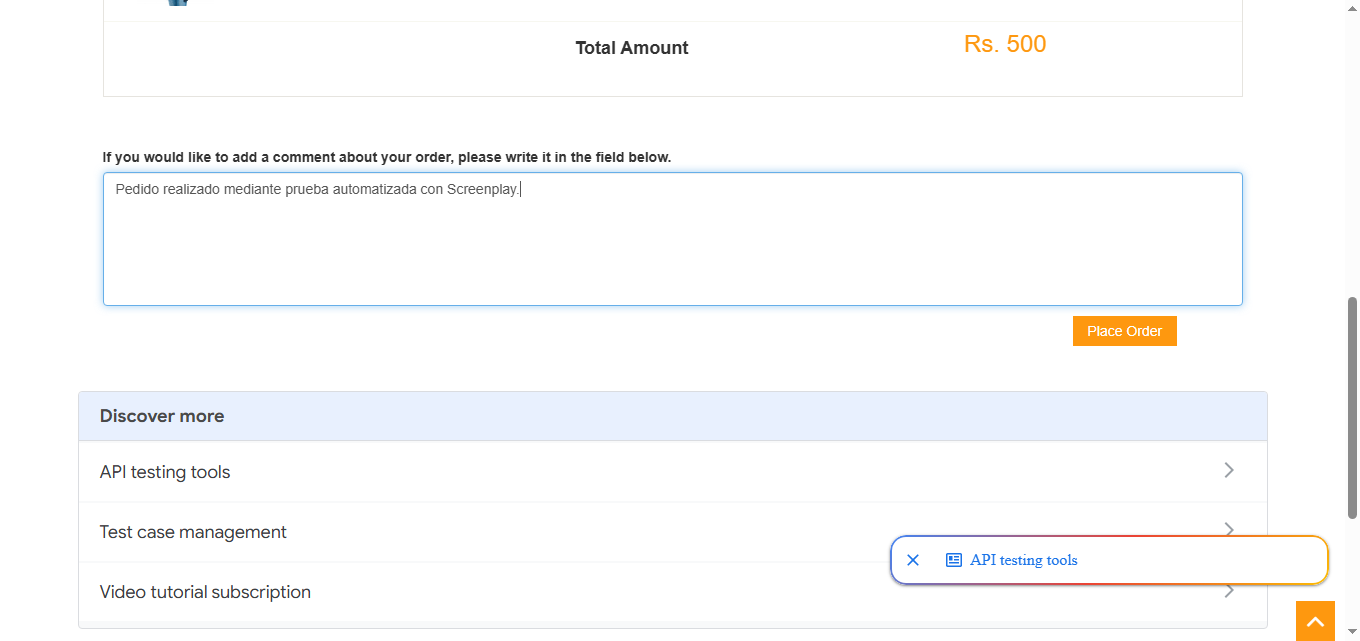 Total Amount
Rs. 500
If you would like to add a comment about your order, please write it in the field below.
Pedido realizado mediante prueba automatizada con Screenplay.
Place Order
Discover more
API testing tools
Test case management
API testing tools
Video tutorial subscription